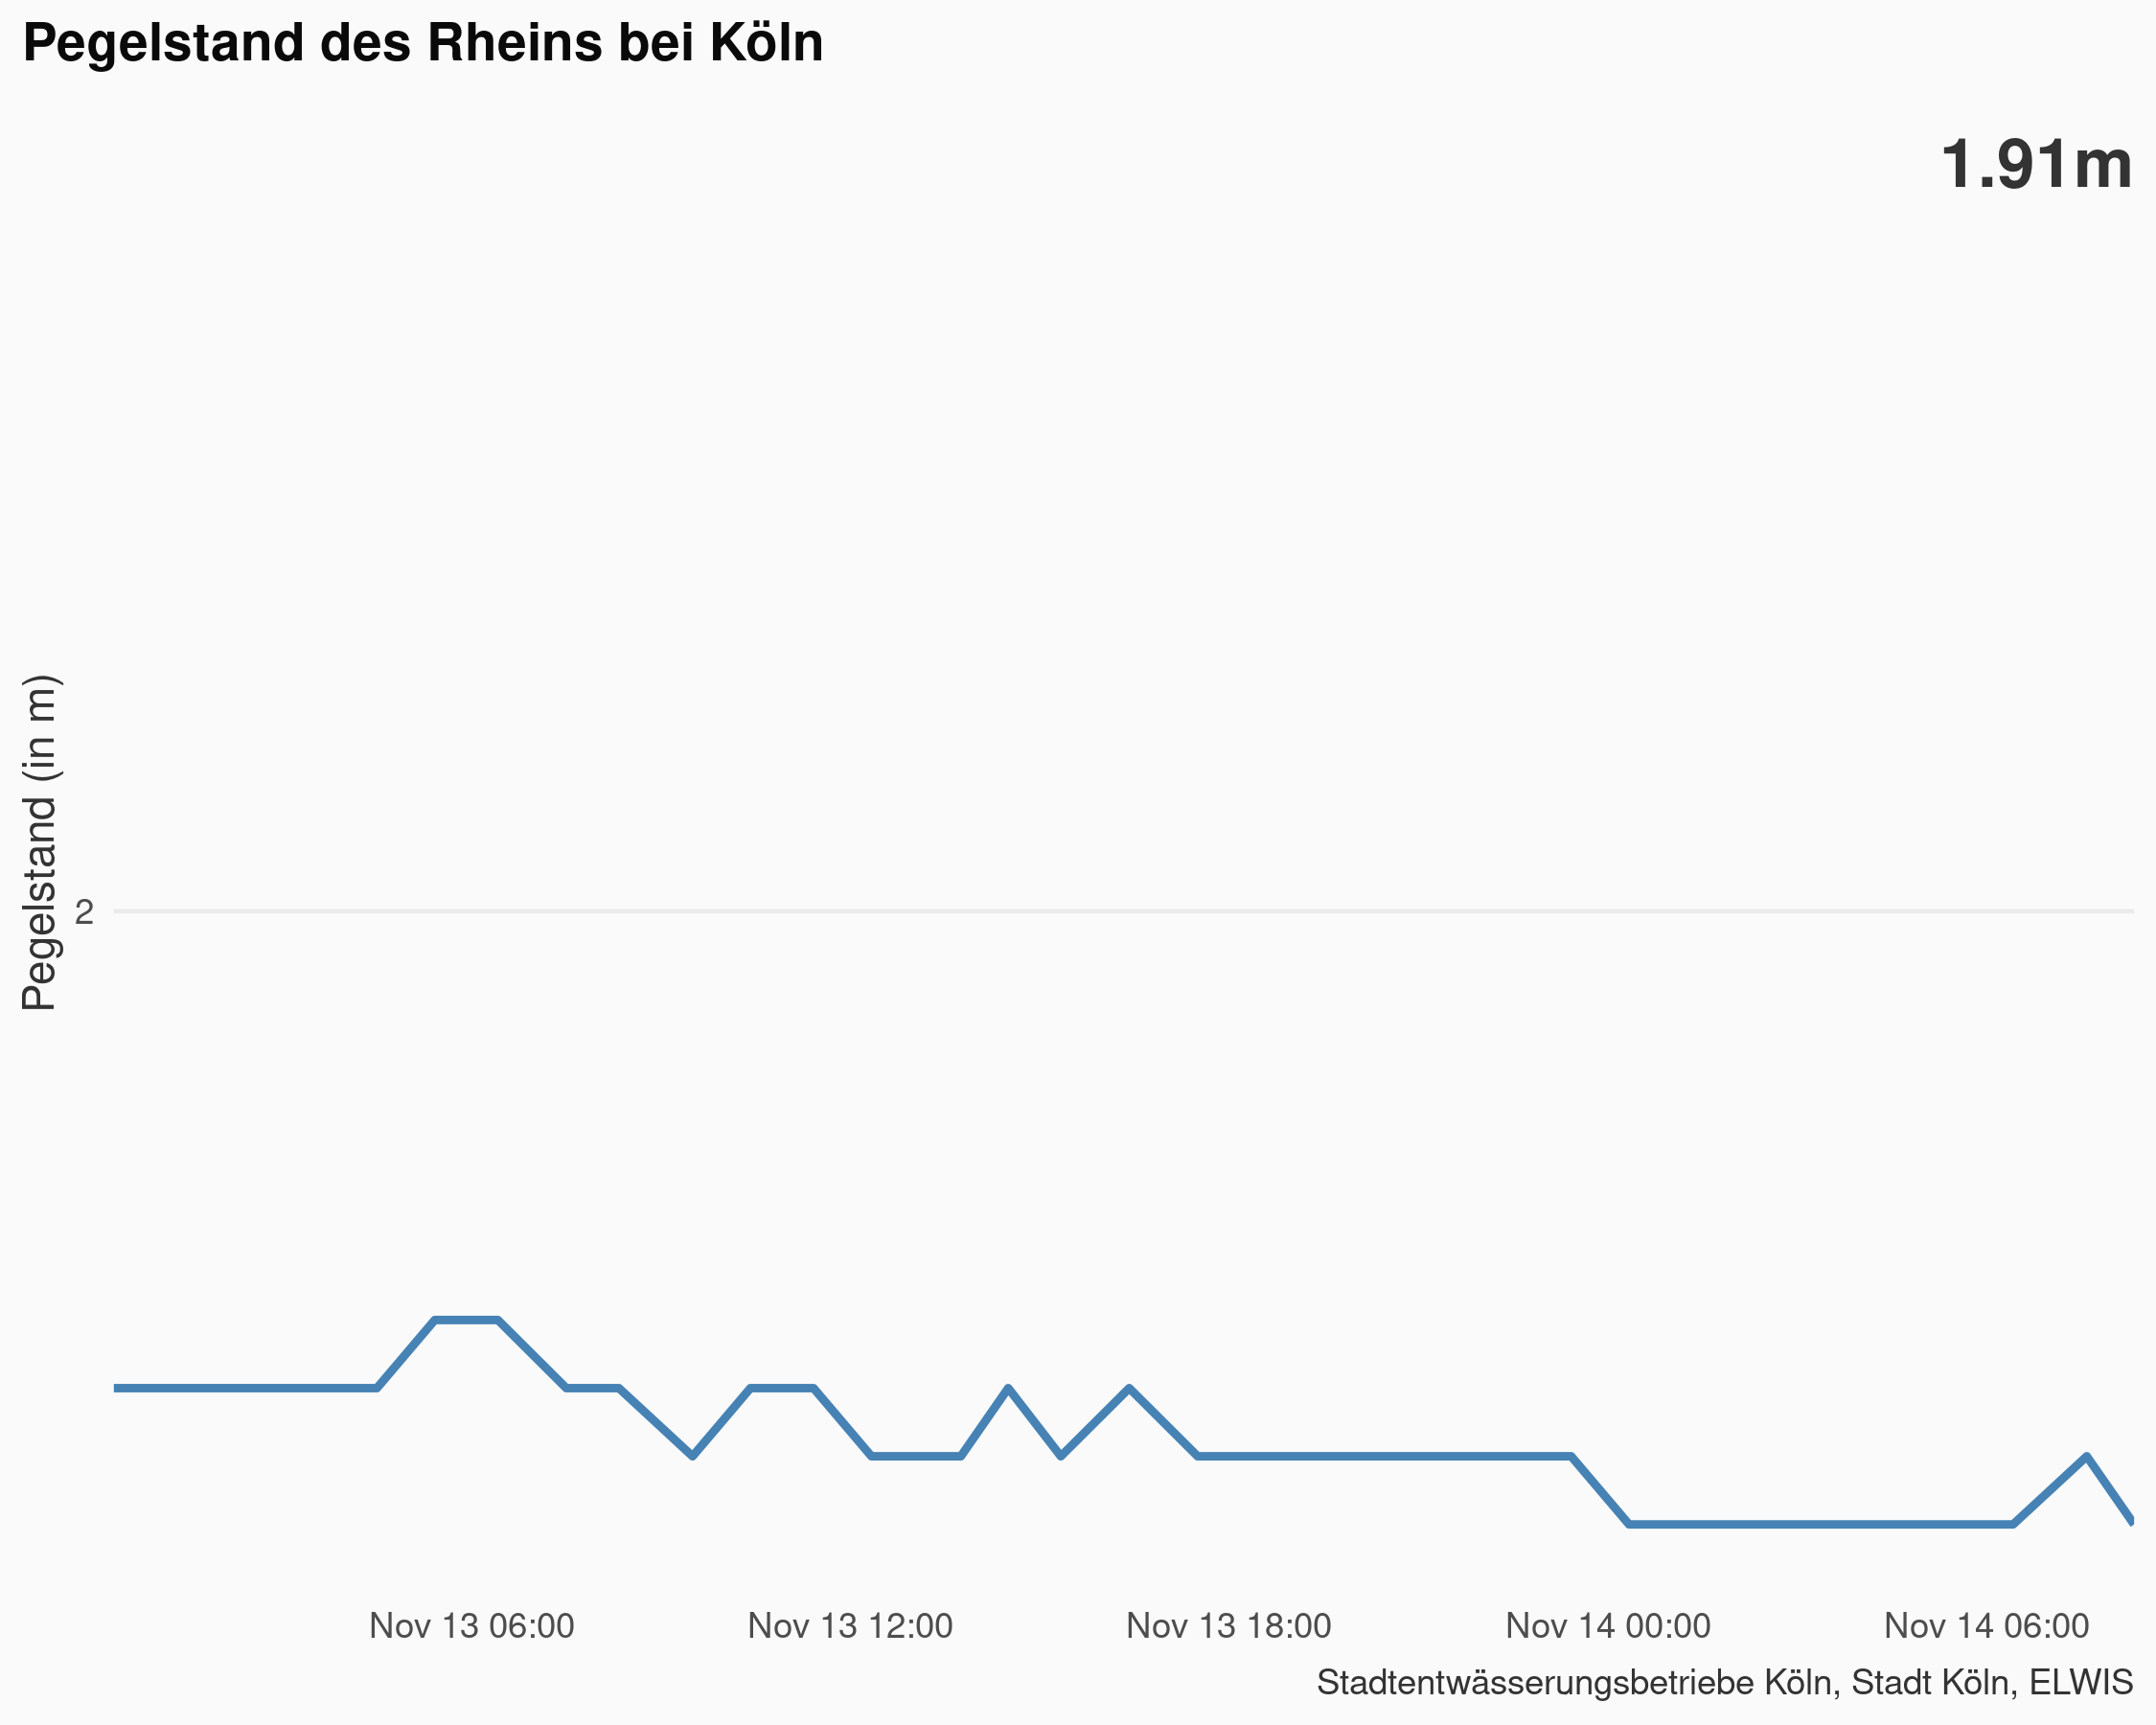 Pegelstand des Rheins bei Köln
1.91m
Pegelstand (in m)
2
Nov 13 06:00
Nov 13 12:00
Nov 13 18:00
Nov 14 00:00
Nov 14 06:00
Stadtentwässerungsbetriebe Köln, Stadt Köln, ELWIS